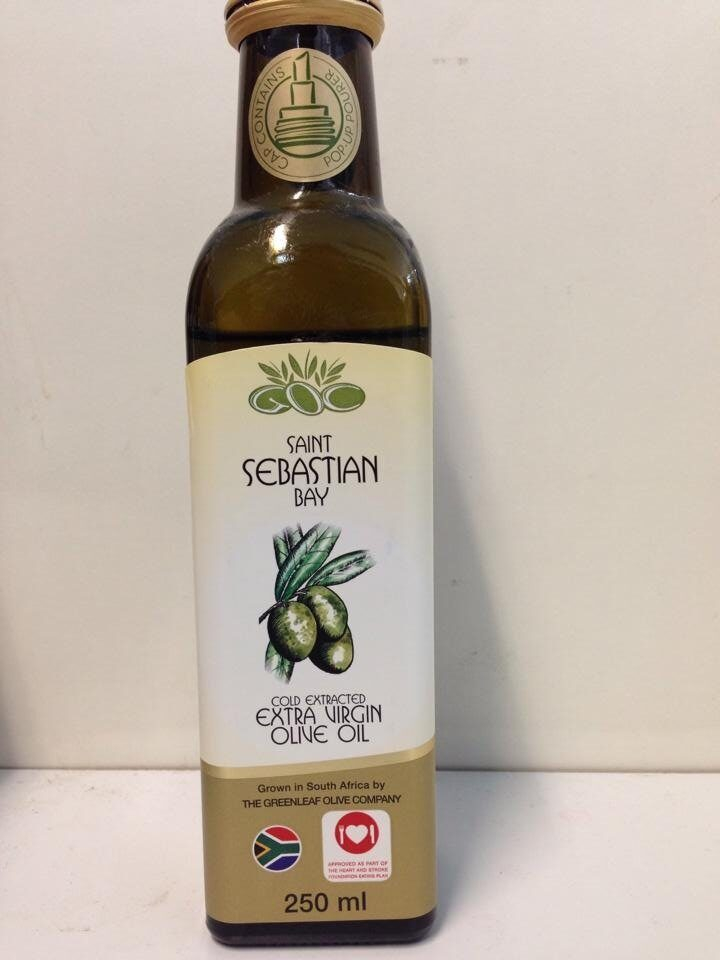 CAP CONTAINS
POP-UP POURER
GOC
SAINT
SEBASTIAN
BAY
COLD EXTRACTED
EXTRA VIRGIN
OLIVE OIL
Grown in South Africa by
THE GREENLEAF OLIVE COMPANY
APPROVED AS PART OF
THE HEART AND STROKE
FOUNDATION EATING PLAN
250 ml